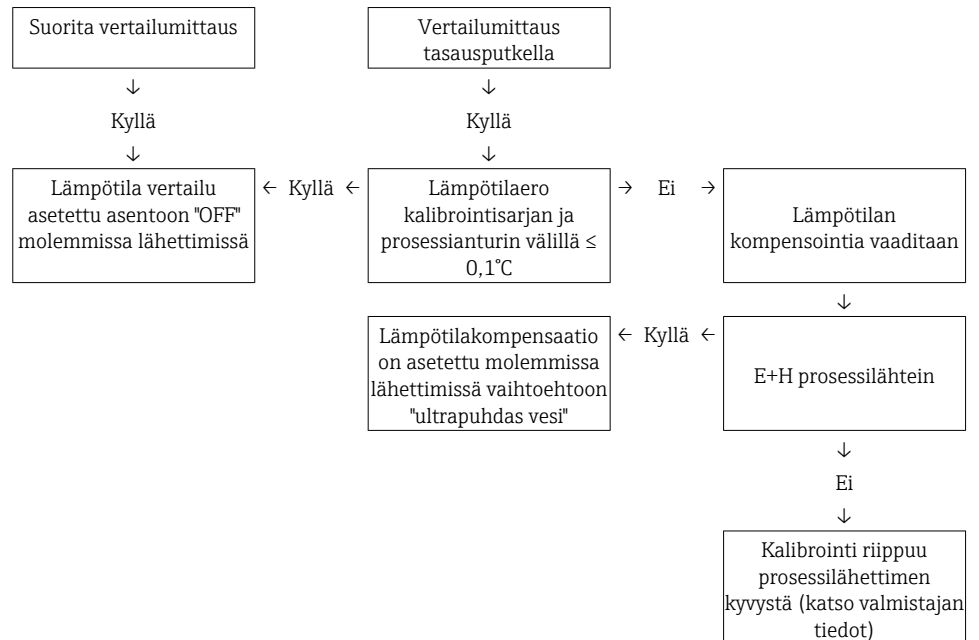 Suorita vertailumittaus
Vertailumittaus
tasausputkella
↓
↓
Kyllä
Kyllä
↓
↓
Lämpötila vertailu
asetettu asentoon "OFF"
molemmissa lähettimissä
← Kyllä ←
Lämpötilaero
kalibrointisarjan ja
prosessianturin välillä ≤
0,1°C
→ Ei →
Lämpötilan
kompensointia vaaditaan
↓
Lämpötilakompensaatio
on asetettu molemmissa
lähettimissä vaihtoehtoon
"ultrapuhdas vesi"
← Kyllä ←
E+H prosessilähtein
↓
Ei
↓
Kalibrointi riippuu
prosessilähettimen
kyvystä (katso valmistajan
tiedot)